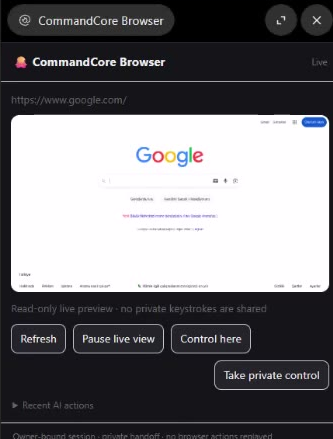 CommandCore Browser
CommandCore Browser
Live
https://www.google.com/
Google
Read-only live preview · no private keystrokes are shared
Refresh
Pause live view
Control here
Take private control
Recent AI actions
Owner-bound session · private handoff · no browser actions replayed